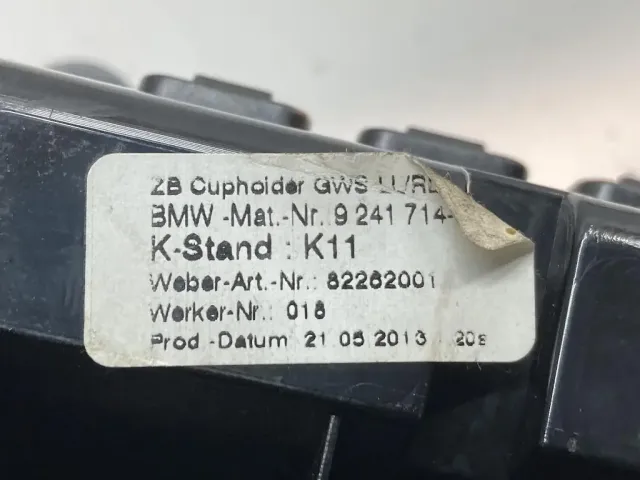 ZB Cupholder GWS LL/RL
BMW -Mat.-Nr. 9 241 714-
K-Stand : K11
Weber-Art.-Nr.: 82262001
Werker-Nr.: 018
Prod.-Datum 21.05.2013